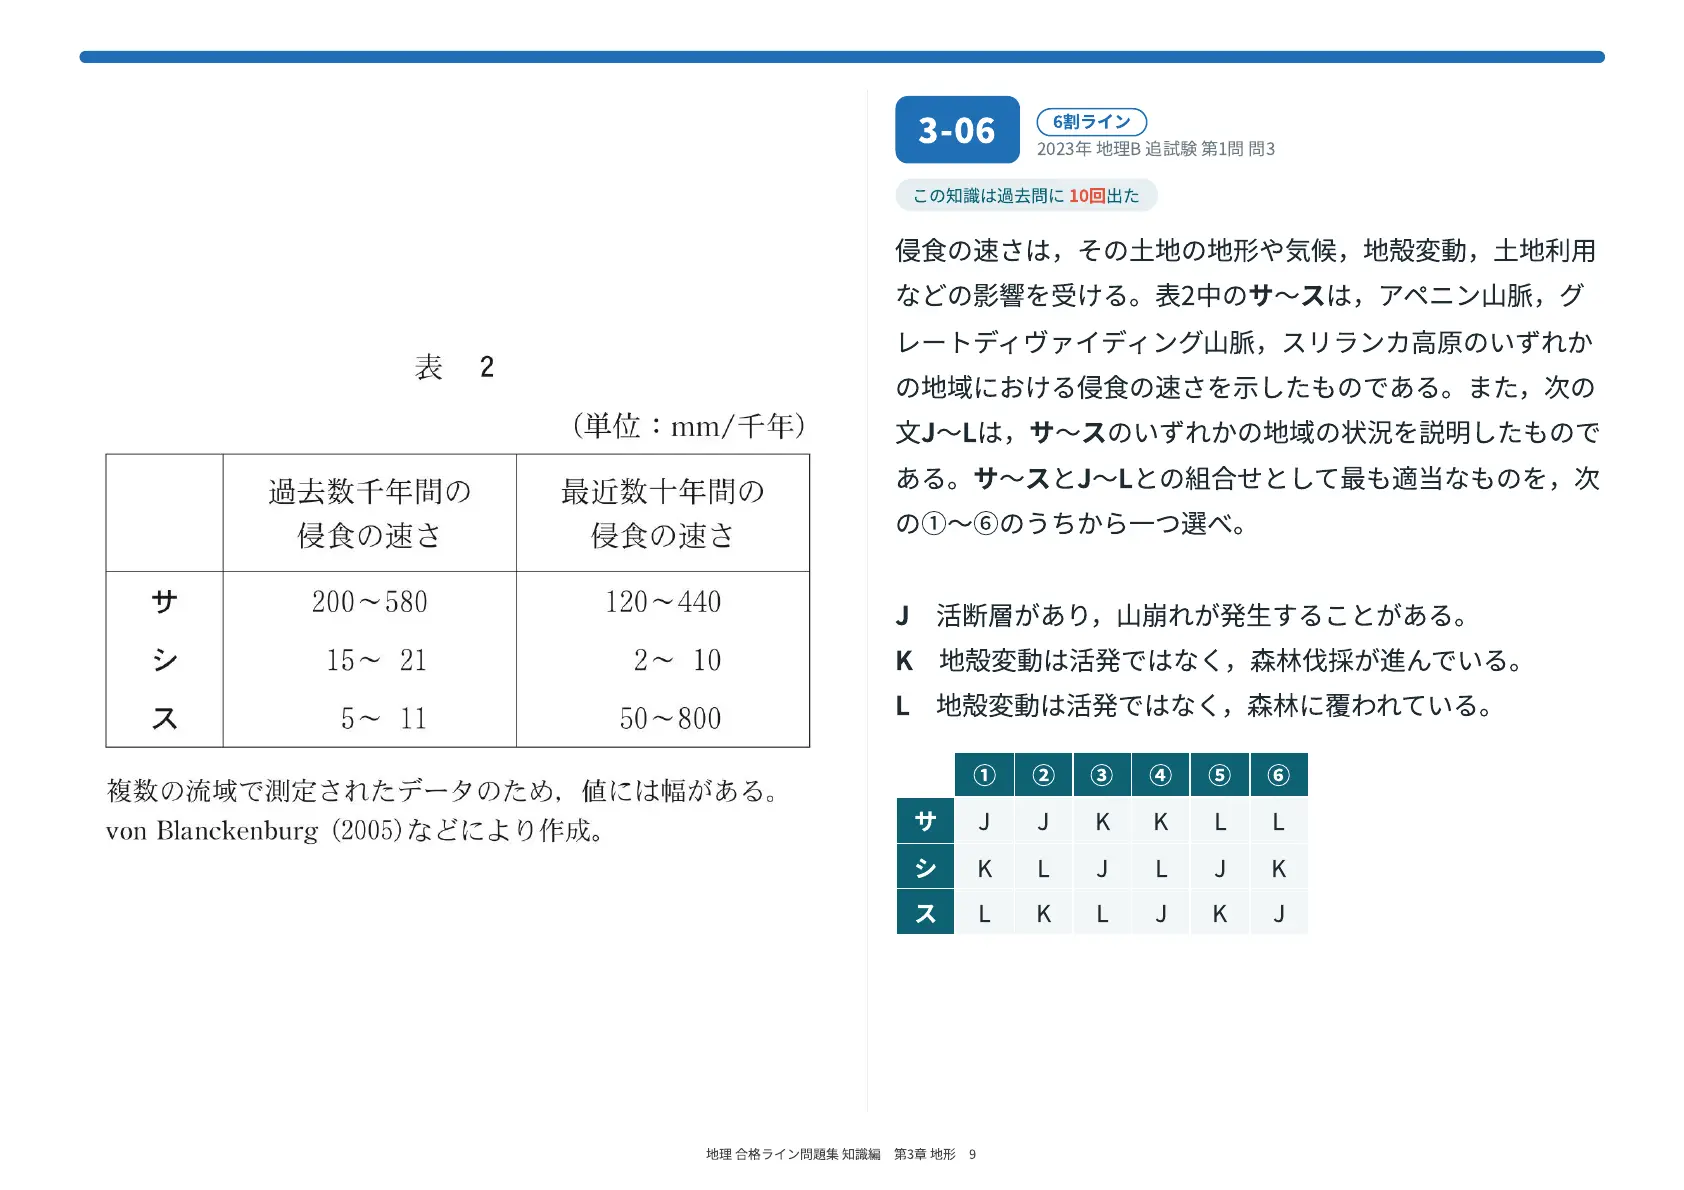 表 2
（単位：mm/千年）
過去数千年間の 最近数十年間の
侵食の速さ 侵食の速さ
サ 200～580 120～440
シ 15～ 21 2～ 10
ス 5～ 11 50～800
複数の流域で測定されたデータのため，値には幅がある。
von Blanckenburg (2005)などにより作成。
3-06
6割ライン
2023年 地理B 追試験 第1問 問3
この知識は過去問に 10回出た
侵食の速さは，その土地の地形や気候，地殻変動，土地利用
などの影響を受ける。表2中のサ～スは，アペニン山脈，グ
レートディヴァイディング山脈，スリランカ高原のいずれか
の地域における侵食の速さを示したものである。また，次の
文J～Lは，サ～スのいずれかの地域の状況を説明したもので
ある。サ～スとJ～Lとの組合せとして最も適当なものを，次
の①～⑥のうちから一つ選べ。
J 活断層があり，山崩れが発生することがある。
K 地殻変動は活発ではなく，森林伐採が進んでいる。
L 地殻変動は活発ではなく，森林に覆われている。
① ② ③ ④ ⑤ ⑥
サ J J K K L L
シ K L J L J K
ス L K L J K J
地理 合格ライン問題集 知識編 第3章 地形 9